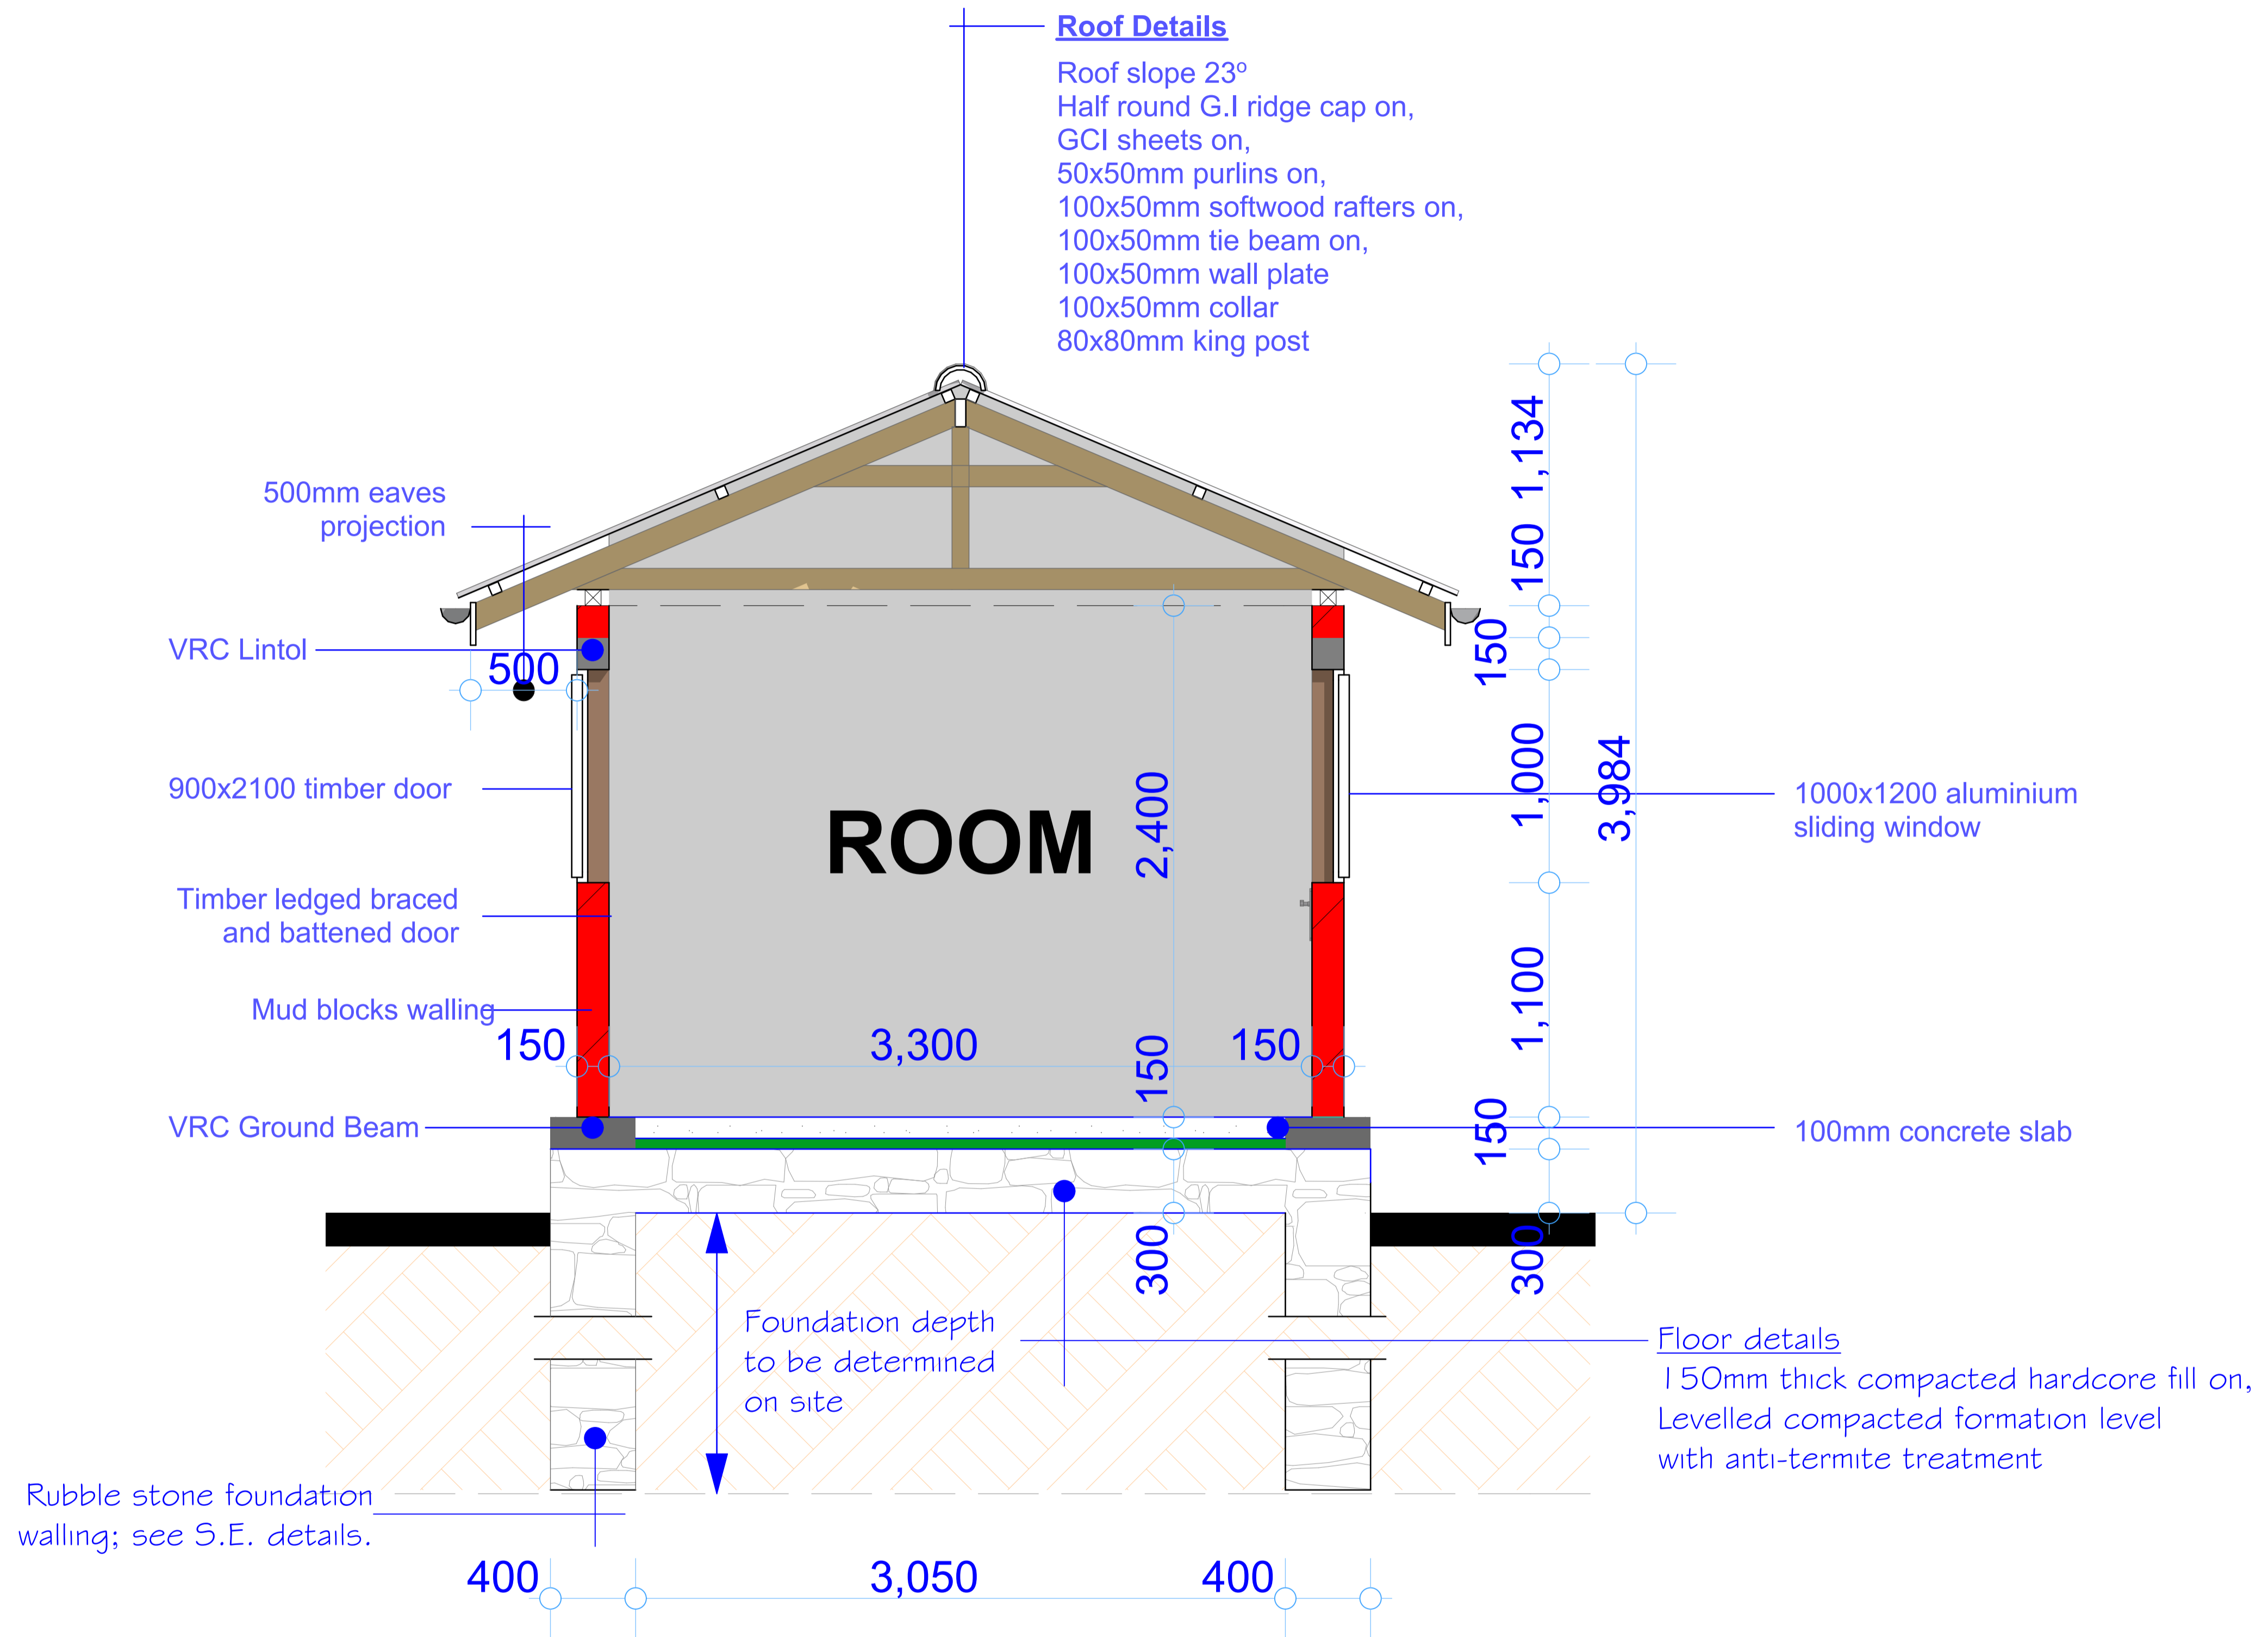 Roof Details
Roof slope 23º
Half round G.I ridge cap on,
GCI sheets on,
50x50mm purlins on,
100x50mm softwood rafters on,
100x50mm tie beam on,
100x50mm wall plate
100x50mm collar
80x80mm king post
500mm eaves
projection
VRC Lintol
500
900x2100 timber door
Timber ledged braced
and battened door
Mud blocks walling
VRC Ground Beam
ROOM
150
3,300
150
2,400
150
300
1,134
150
150
1,000
1,100
150
300
3,984
1000x1200 aluminium
sliding window
100mm concrete slab
Foundation depth
to be determined
on site
Floor details
150mm thick compacted hardcore fill on,
Levelled compacted formation level
with anti-termite treatment
Rubble stone foundation
walling; see S.E. details.
400
3,050
400